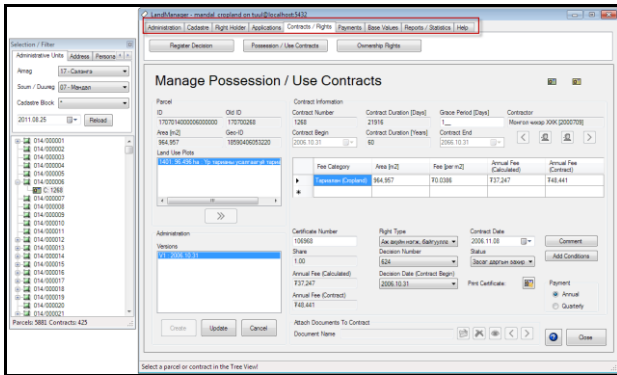 LandManager - mandal_cropland on tuul@localhost:5432
Administration Cadastre Right Holder Applications Contracts / Rights Payments Base Values Reports / Statistics Help
Register Decision Possession / Use Contracts Ownership Rights
Selection / Filter
Administrative Units Address Persons
Aimag 17 - Сэлэнгэ
Soum / Duureg 07 - Мандал
Cadastre Block *
2011.08.25 Reload
014/000001
014/000002
014/000003
014/000004
014/000005
014/000006
C: 1268
014/000007
014/000008
014/000009
014/000010
014/000011
014/000012
014/000013
014/000014
014/000015
014/000016
014/000017
014/000018
014/000019
014/000020
014/000021
Parcels: 5881 Contracts: 425
Manage Possession / Use Contracts
Parcel
ID Old ID
1707014000006 170700268
Area [m2] Geo-ID
964,957 10590406053220
Land Use Plots
Contract Information
Contract Number Contract Duration [Days] Grace Period [Days] Contractor
1268 21916 1__
Contract Begin Contract Duration [Years] Contract End
2006.10.31 60 2066.10.31
Fee Category Area [m2] Fee [per m2] Annual Fee (Calculated) Annual Fee (Contract)
Тариалан (Cropland) 964,957 ₮0.0386 ₮37,247 ₮48,441
Administration
Versions
V1 : 2006.10.31
Create Update Cancel
Certificate Number Right Type Contract Date
106968 2006.11.08 Comment
Share Decision Number Status
1.00 624 Add Conditions
Annual Fee (Calculated) Decision Date (Contract Begin)
₮37,247 2006.10.31 Print Certificate: Payment
Annual Fee (Contract) Annual
₮48,441 Quarterly
Attach Documents To Contract
Document Name Close
Select a parcel or contract in the Tree View!